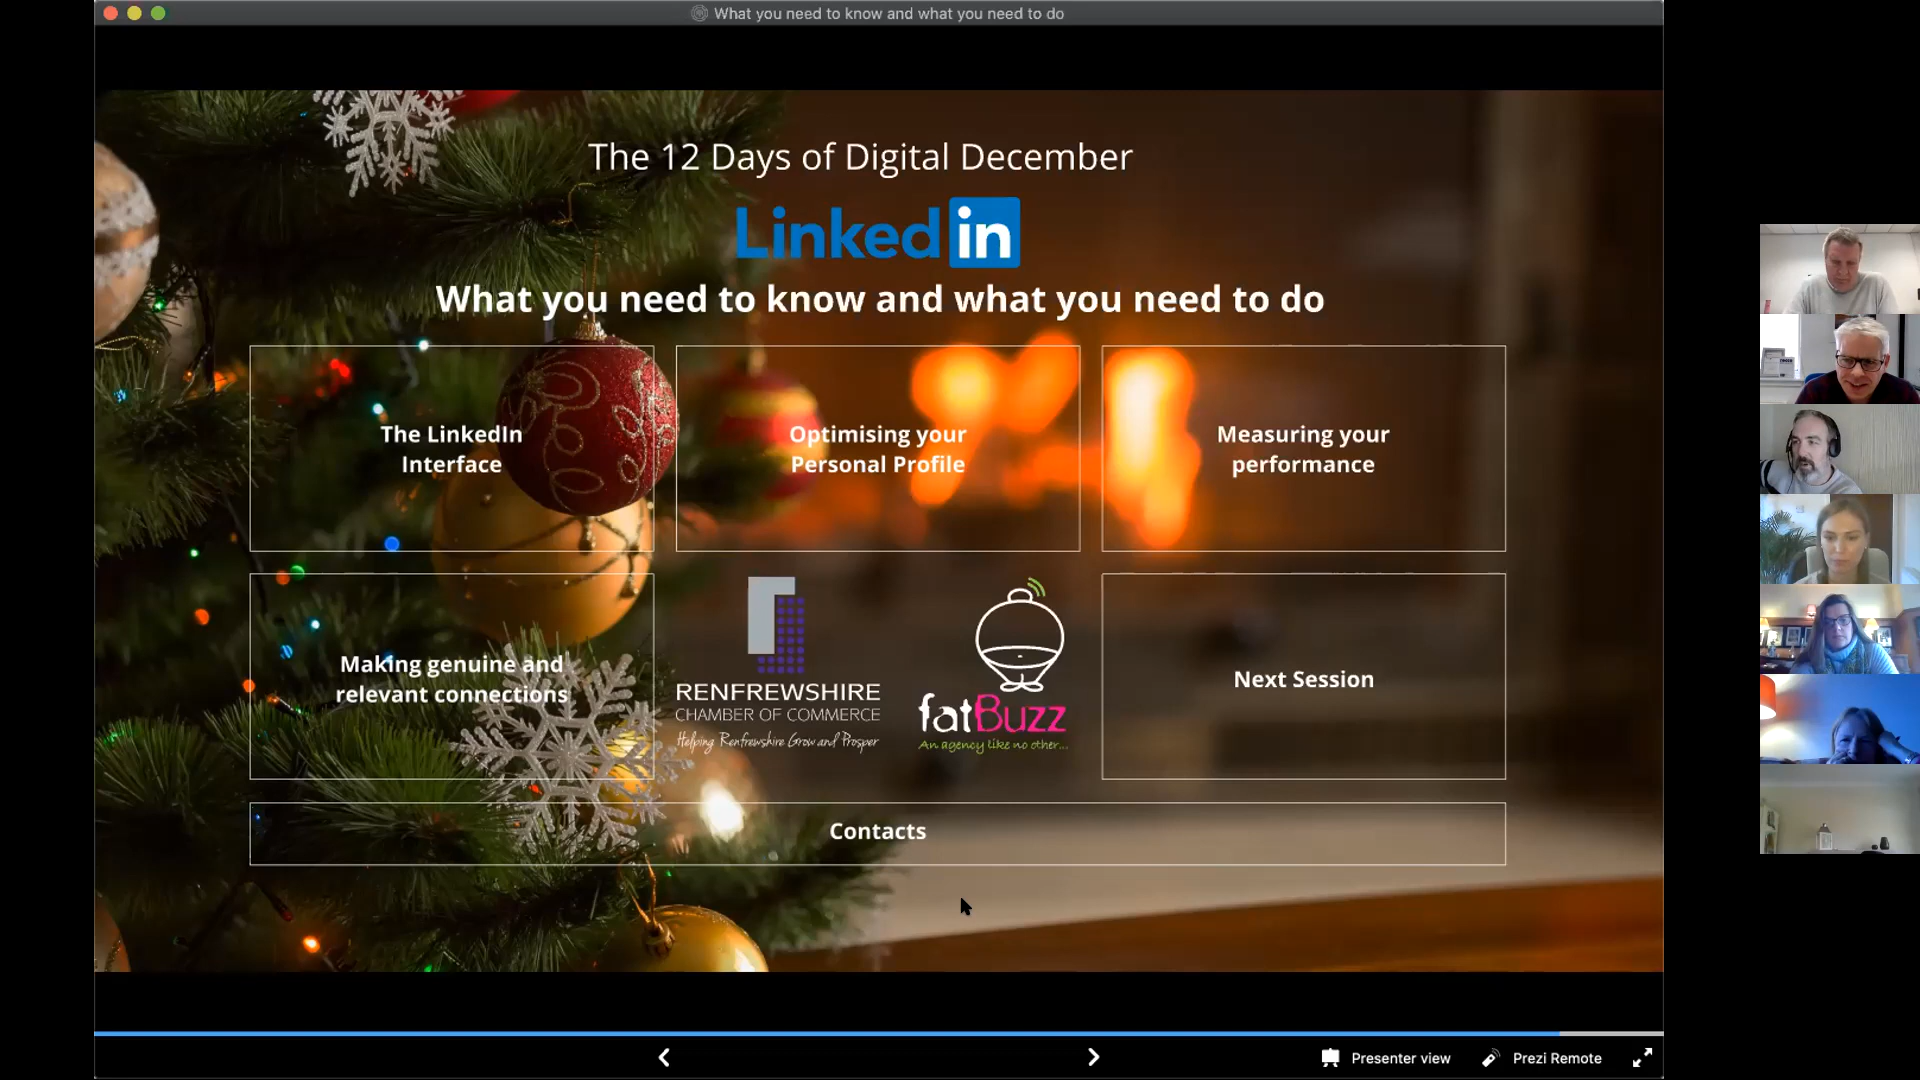 What you need to know and what you need to do
The 12 Days of Digital December
Linked in
What you need to know and what you need to do
The LinkedIn
Interface
Optimising your
Personal Profile
Measuring your
performance
Making genuine and
relevant connections
RENFREWSHIRE
CHAMBER OF COMMERCE
Helping Renfrewshire Grow and Prosper
fatBuzz
An agency like no other...
Next Session
Contacts
Presenter view
Prezi Remote